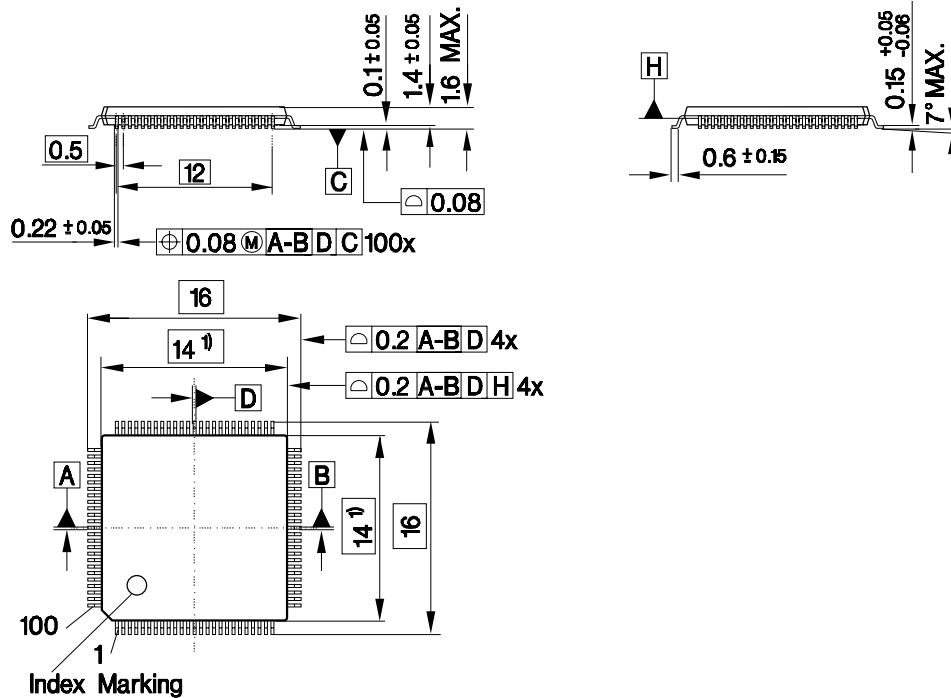 0.1 ± 0.05
1.4 ± 0.05
1.6 MAX.
H
0.15 +0.05 -0.06
7° MAX.
0.5
12
C
0.6 ± 0.15
⌓ 0.08
0.22 ± 0.05
⌖ 0.08 Ⓜ A-B D C 100x
16
⌓ 0.2 A-B D 4x
14 1)
⌓ 0.2 A-B D H 4x
D
A
B
14 1)
16
100
1
Index Marking